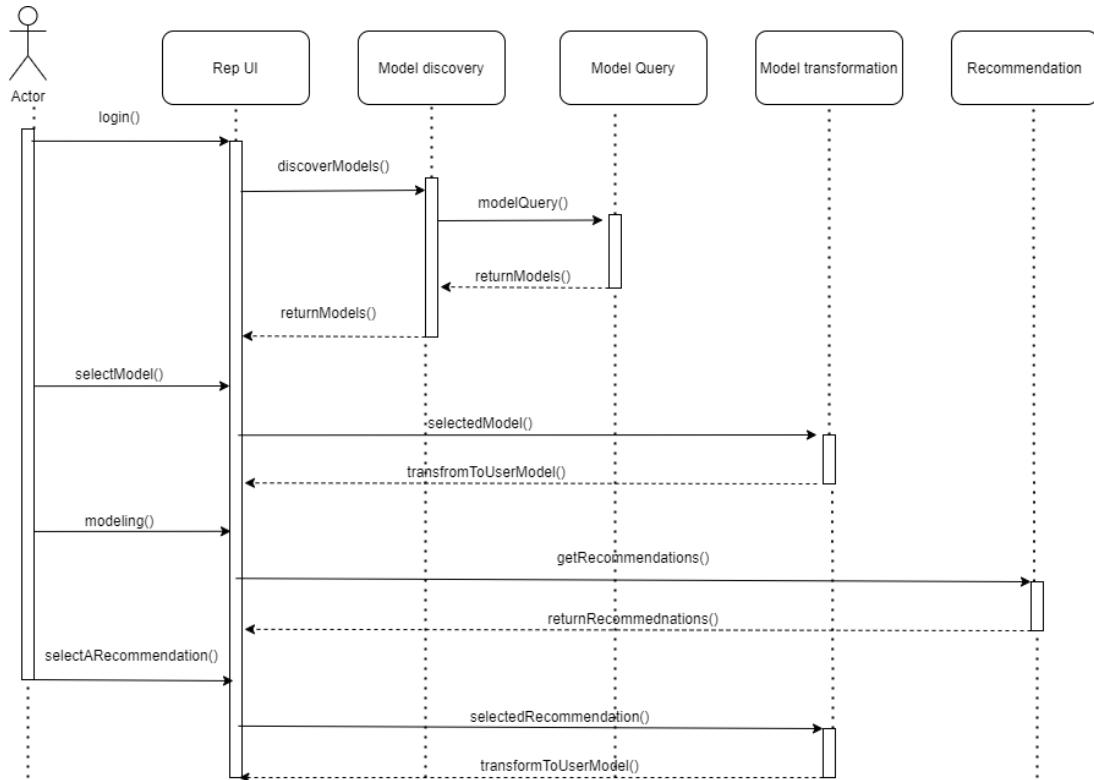 Rep UI
Model discovery
Model Query
Model transformation
Recommendation
Actor
login()
discoverModels()
modelQuery()
returnModels()
returnModels()
selectModel()
selectedModel()
transfromToUserModel()
modeling()
getRecommendations()
returnRecommednations()
selectARecommendation()
selectedRecommendation()
transformToUserModel()